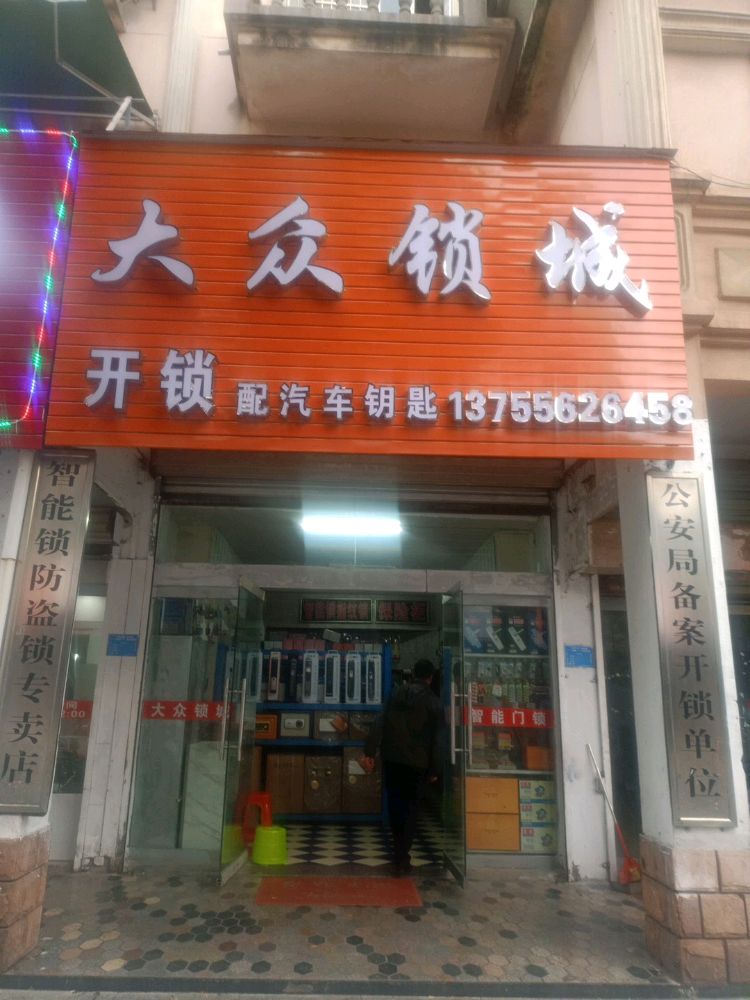 大众锁城
开锁 配汽车钥匙 13755626458
智能锁防盗锁专卖店
公安局备案开锁单位
大众锁城
智能门锁